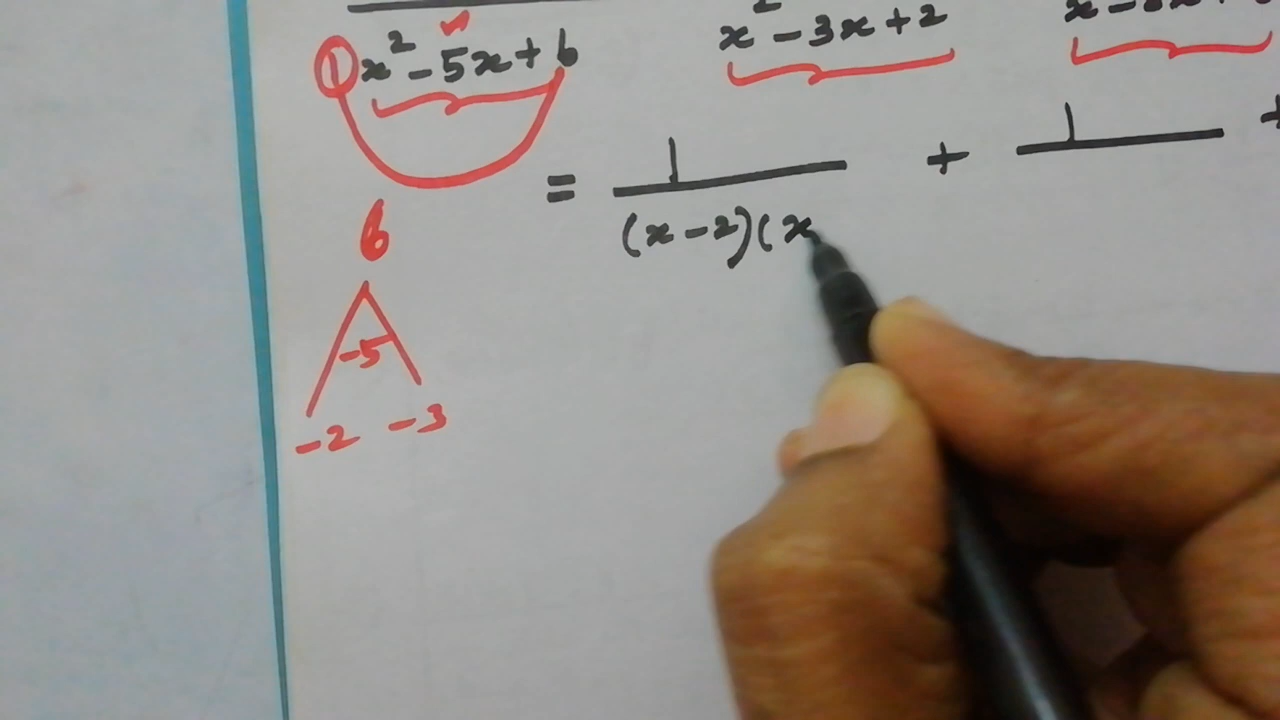 ① x² - 5x + 6 x² - 3x + 2
= 1 + 1 +
(x - 2)(x
6
-5
-2 -3